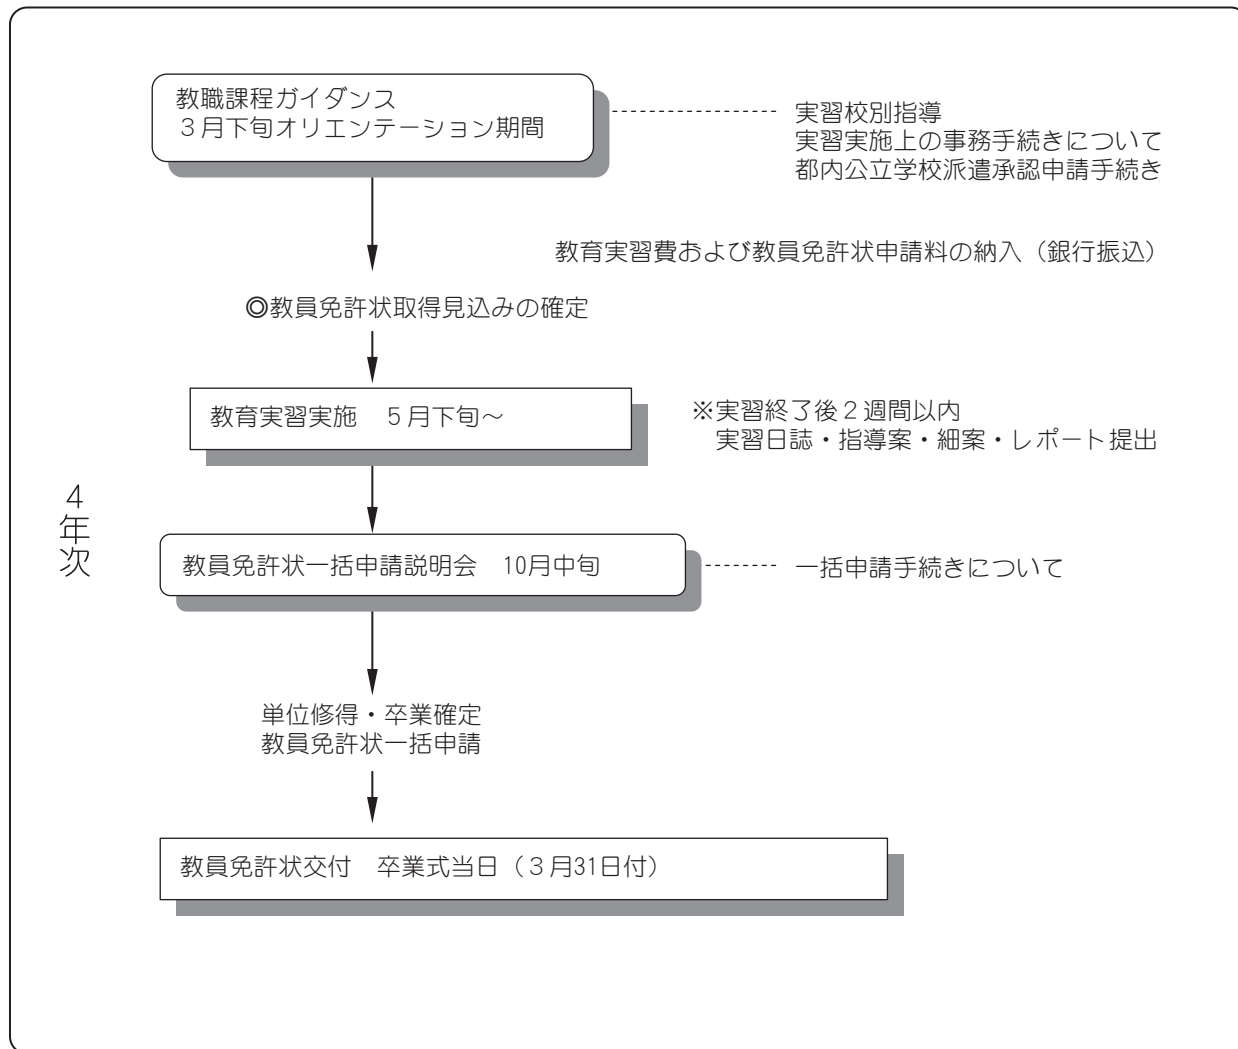 教職課程ガイダンス
３月下旬オリエンテーション期間
実習校別指導
実習実施上の事務手続きについて
都内公立学校派遣承認申請手続き
教育実習費および教員免許状申請料の納入（銀行振込）
◎教員免許状取得見込みの確定
教育実習実施　５月下旬～
※実習終了後２週間以内
実習日誌・指導案・細案・レポート提出
４年次
教員免許状一括申請説明会　10月中旬
一括申請手続きについて
単位修得・卒業確定
教員免許状一括申請
教員免許状交付　卒業式当日（３月31日付）